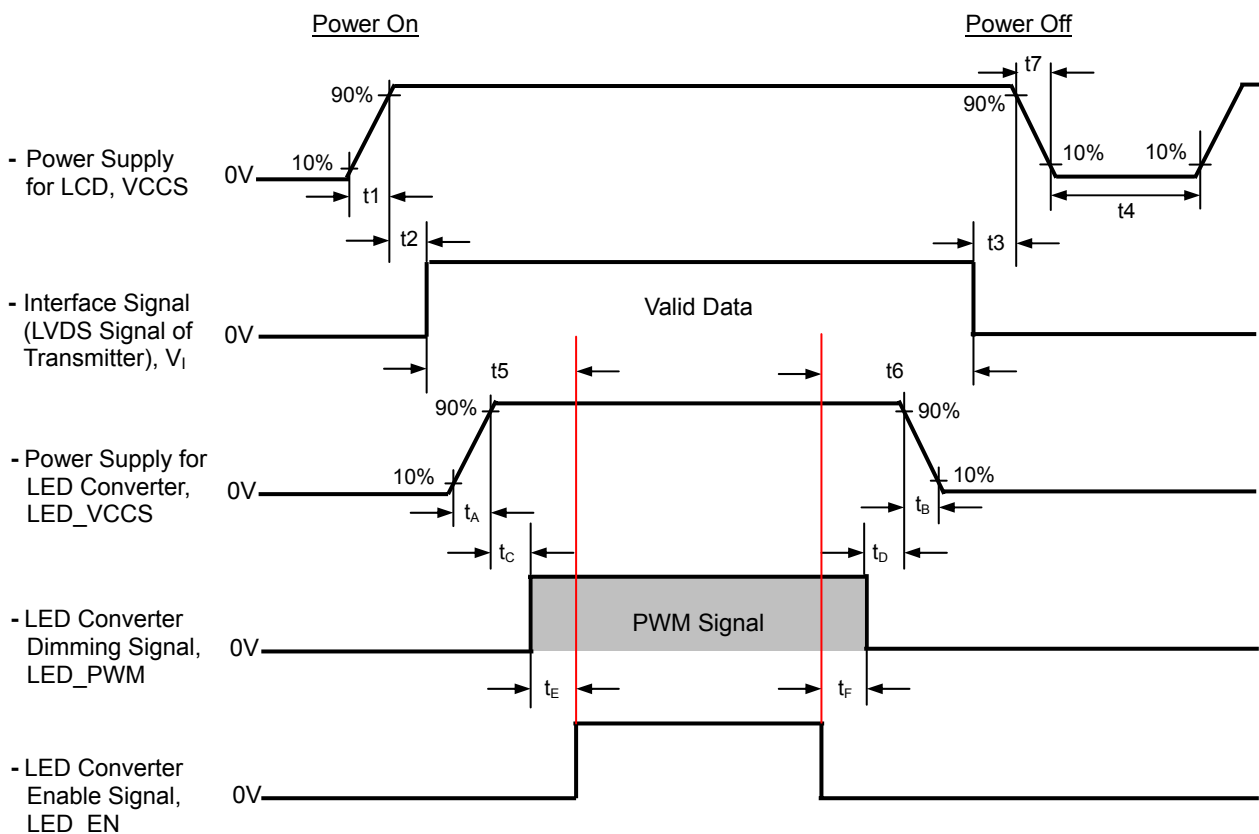 Power On
Power Off
t7
90%
90%
10%
10%
10%
- Power Supply
for LCD, VCCS
0V
t1
t4
t2
t3
- Interface Signal
(LVDS Signal of
Transmitter), VI
0V
Valid Data
t5
t6
90%
90%
- Power Supply for
LED Converter,
LED_VCCS
0V
10%
10%
tA
tB
tC
tD
- LED Converter
Dimming Signal,
LED_PWM
0V
PWM Signal
tE
tF
- LED Converter
Enable Signal,
LED_EN
0V